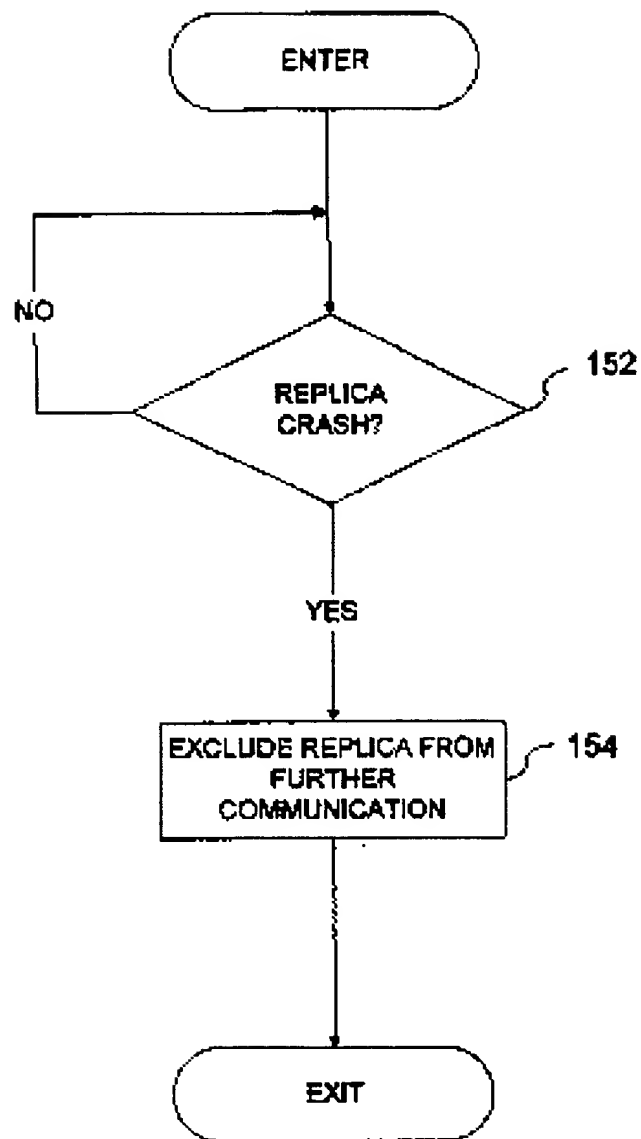 ENTER
NO
REPLICA
CRASH?
152
YES
EXCLUDE REPLICA FROM
FURTHER
COMMUNICATION
154
EXIT